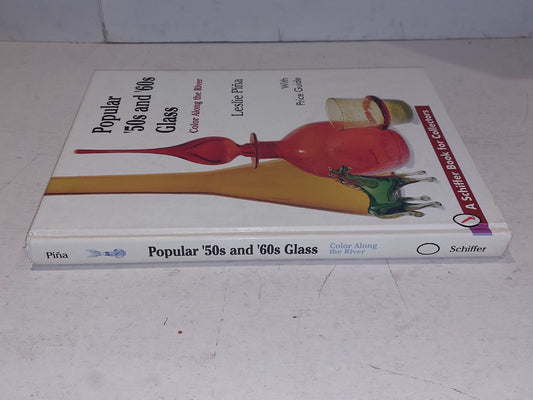 Popular
'50s and '60s
Glass
Color Along the River
Leslie Piña
With
Price Guide
A Schiffer Book for Collectors
Piña
Popular '50s and '60s Glass
Color Along
the River
Schiffer